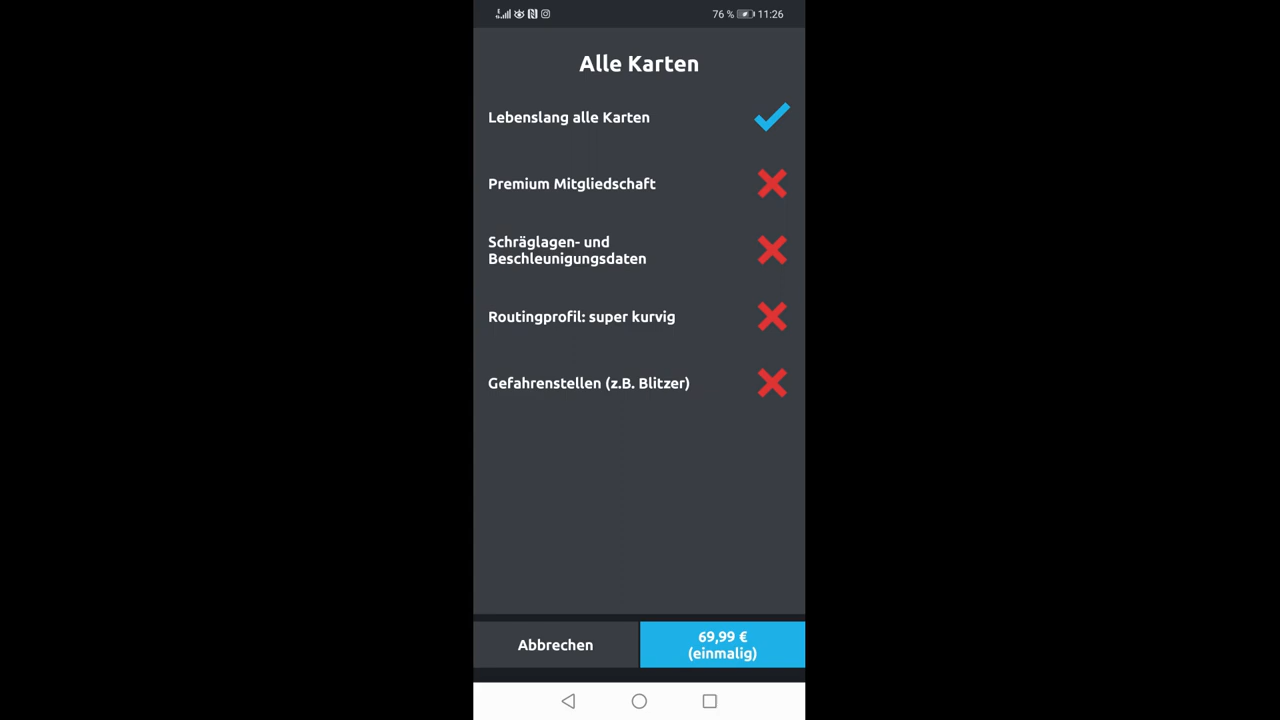 76 % 11:26
Alle Karten
Lebenslang alle Karten
Premium Mitgliedschaft
Schräglagen- und
Beschleunigungsdaten
Routingprofil: super kurvig
Gefahrenstellen (z.B. Blitzer)
Abbrechen
69,99 €
(einmalig)